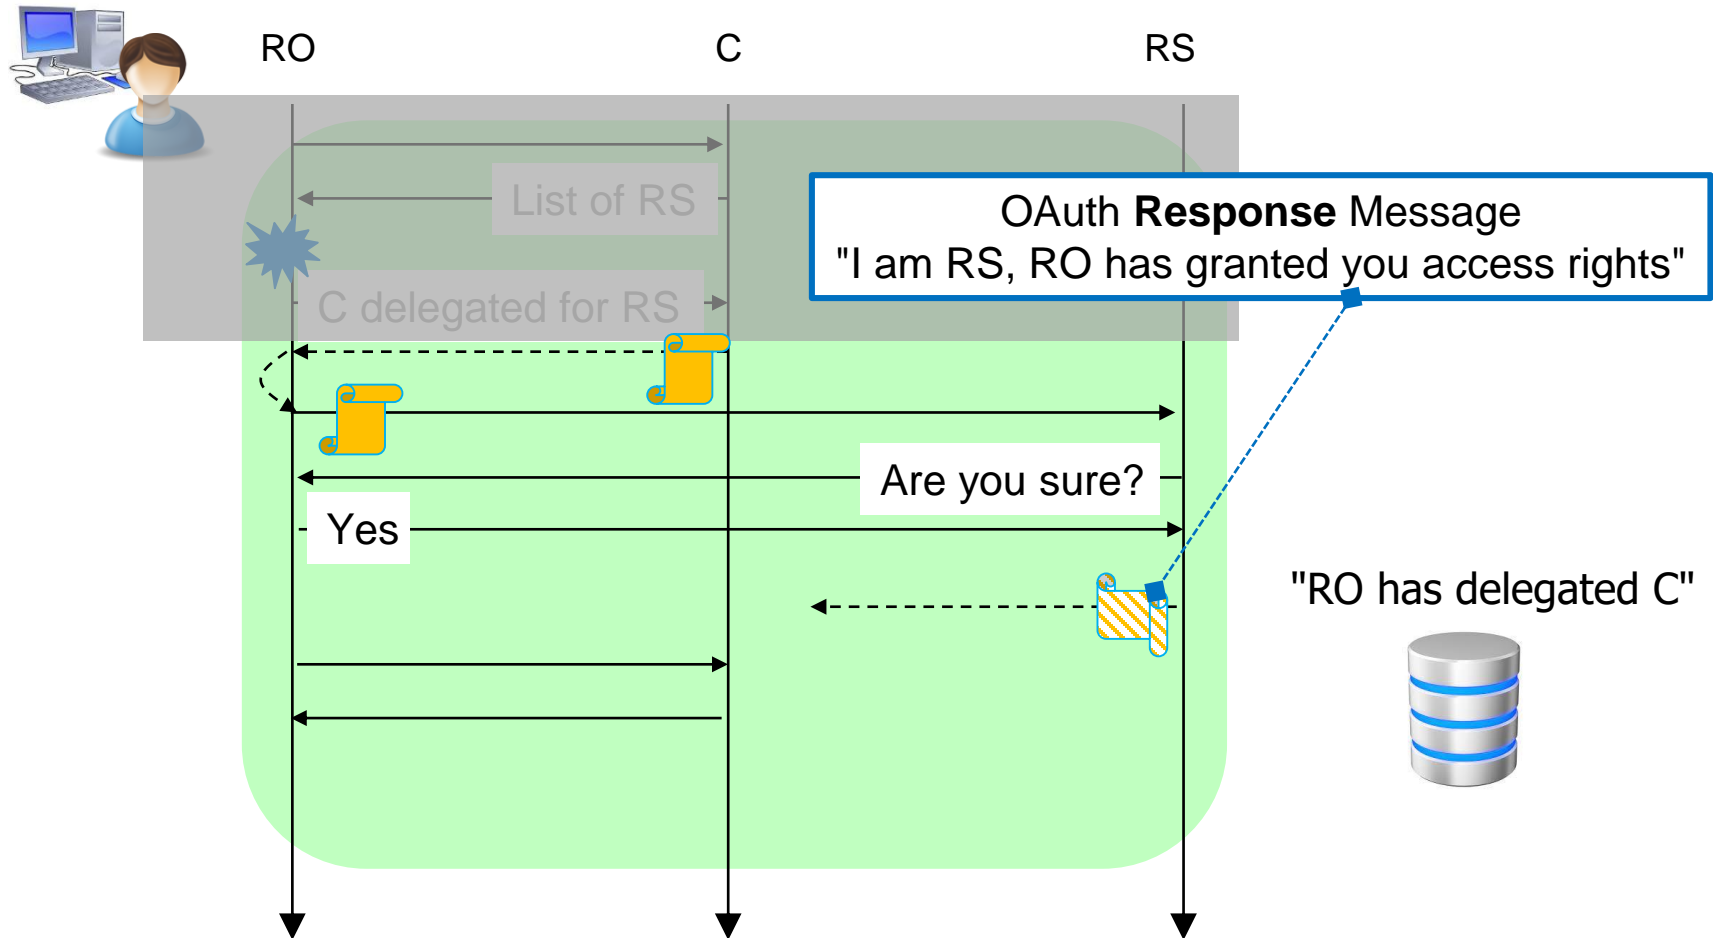 RO
C
RS
List of RS
OAuth Response Message
"I am RS, RO has granted you access rights"
C delegated for RS
Are you sure?
Yes
"RO has delegated C"